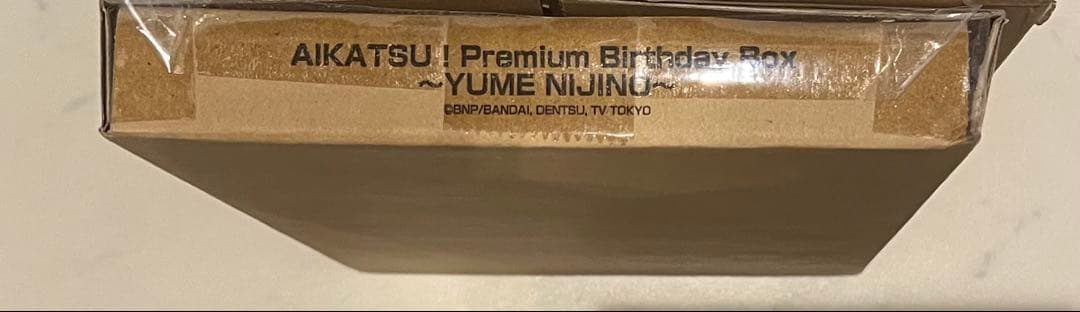 AIKATSU ! Premium Birthday Box
～YUME NIJINO～
©BNP/BANDAI, DENTSU, TV TOKYO